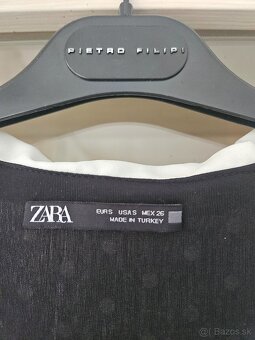 PIETRO FILIPI
ZARA
EUR S USA S MEX 26
MADE IN TURKEY
Bazos.sk